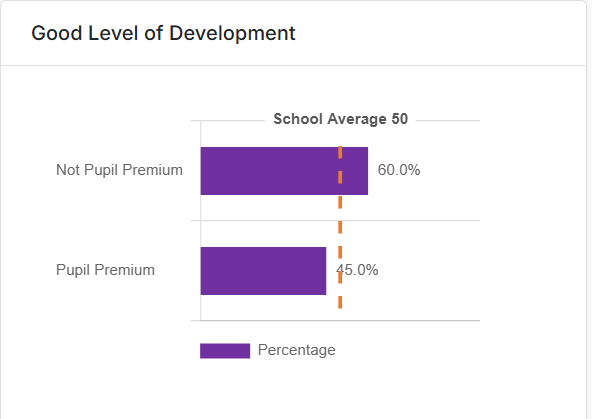 Good Level of Development
School Average 50
Not Pupil Premium 60.0%
Pupil Premium 45.0%
Percentage